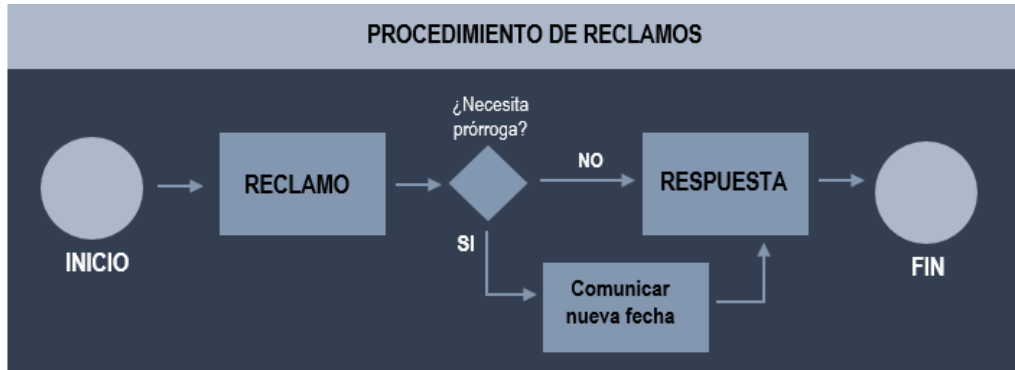 PROCEDIMIENTO DE RECLAMOS
¿Necesita
prórroga?
INICIO
RECLAMO
NO
SI
RESPUESTA
Comunicar
nueva fecha
FIN